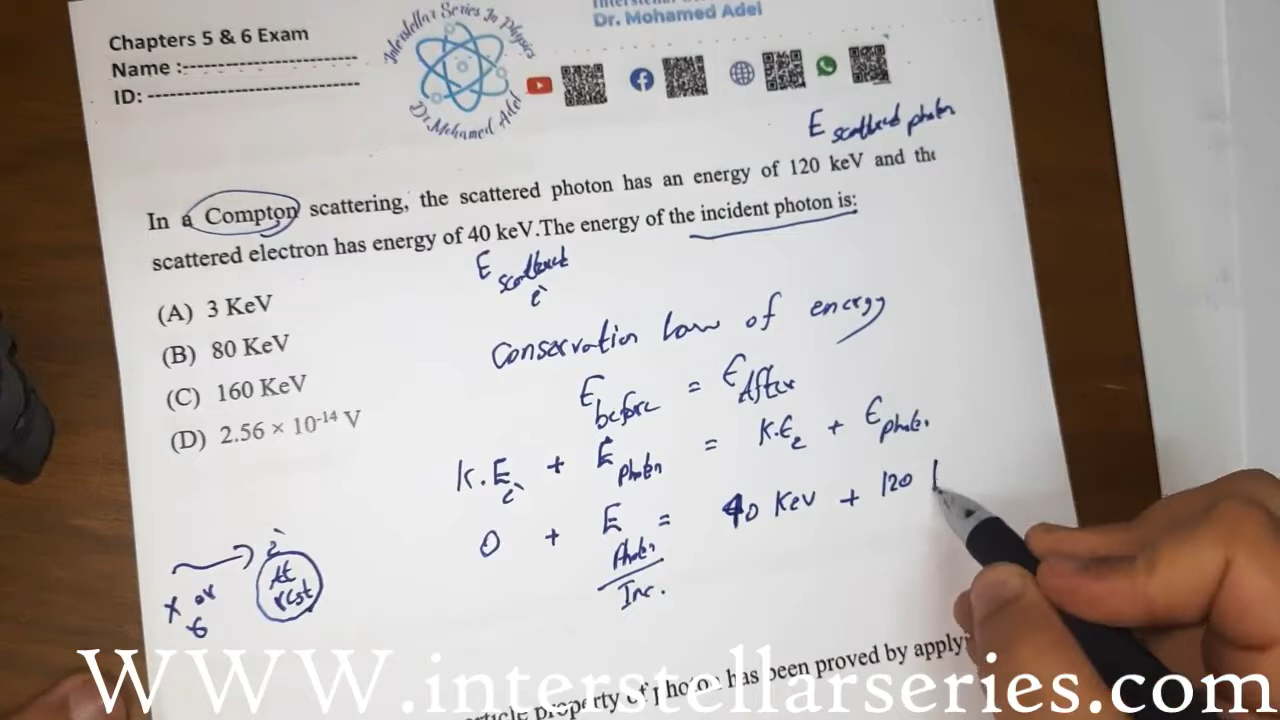 Chapters 5 & 6 Exam
Name :
ID:
Interstellar Series In Physics
Dr. Mohamed Adel
Dr. Mohamed Adel
E scattered photon
In a Compton scattering, the scattered photon has an energy of 120 keV and the
scattered electron has energy of 40 keV.The energy of the incident photon is:
E scattered e-
(A) 3 KeV
(B) 80 KeV
(C) 160 KeV
(D) 2.56 × 10-14 V
Conservation Law of energy
E before = E After
K.E e- + E photon = K.E e + E photon
0 + E Photon Inc. = 40 Kev + 120
X or
e-
At rest
property of photon has been proved by
www.interstellarseries.com